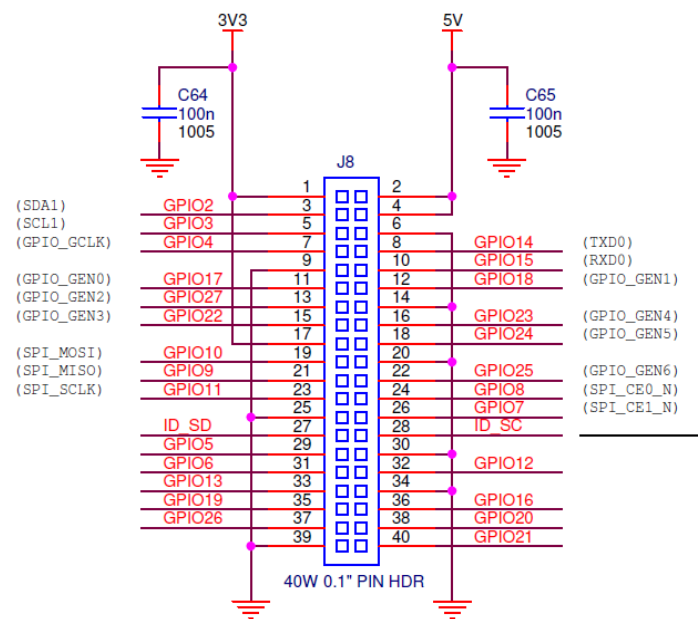 3V3 5V
C64 C65
100n 100n
1005 1005
J8
1 2
(SDA1) GPIO2 3 4
(SCL1) GPIO3 5 6
(GPIO_GCLK) GPIO4 7 8 GPIO14 (TXD0)
9 10 GPIO15 (RXD0)
(GPIO_GEN0) GPIO17 11 12 GPIO18 (GPIO_GEN1)
(GPIO_GEN2) GPIO27 13 14
(GPIO_GEN3) GPIO22 15 16 GPIO23 (GPIO_GEN4)
17 18 GPIO24 (GPIO_GEN5)
(SPI_MOSI) GPIO10 19 20
(SPI_MISO) GPIO9 21 22 GPIO25 (GPIO_GEN6)
(SPI_SCLK) GPIO11 23 24 GPIO8 (SPI_CE0_N)
25 26 GPIO7 (SPI_CE1_N)
ID_SD 27 28 ID_SC
GPIO5 29 30
GPIO6 31 32 GPIO12
GPIO13 33 34
GPIO19 35 36 GPIO16
GPIO26 37 38 GPIO20
39 40 GPIO21
40W 0.1" PIN HDR